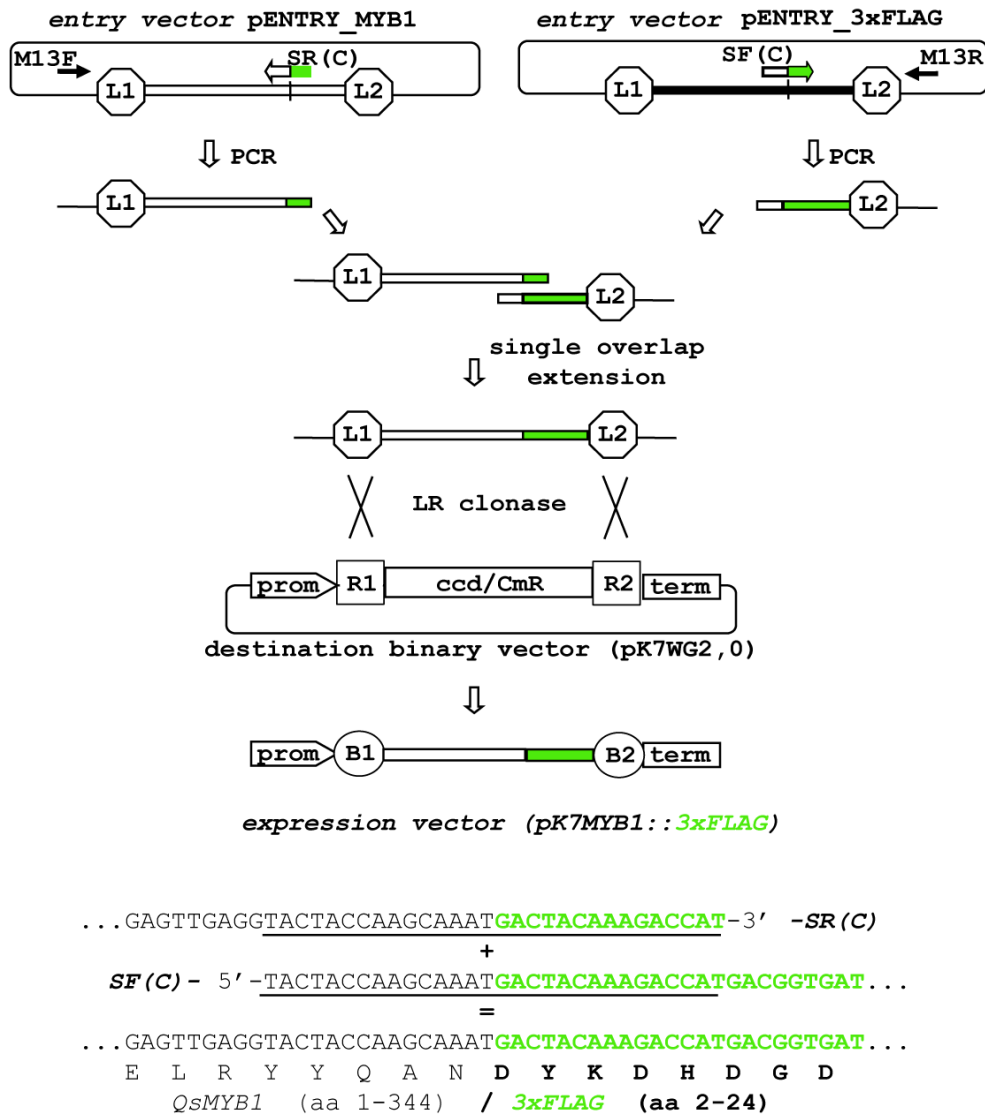 entry vector pENTRY_MYB1
entry vector pENTRY_3xFLAG
M13F
SR(C)
L1
L2
SF(C)
M13R
L1
L2
PCR
PCR
L1
L2
L1
L2
single overlap
extension
L1
L2
LR clonase
prom
R1
ccd/CmR
R2
term
destination binary vector (pK7WG2,0)
prom
B1
B2
term
expression vector (pK7MYB1::3xFLAG)
...GAGTTGAGGTACTACCAAGCAAATGACTACAAAGACCAT-3' -SR(C)
+
SF(C)- 5'-TACTACCAAGCAAATGACTACAAAGACCATGACGGTGAT...
=
...GAGTTGAGGTACTACCAAGCAAATGACTACAAAGACCATGACGGTGAT...
E L R Y Y Q A N D Y K D H D G D
QsMYB1 (aa 1-344) / 3xFLAG (aa 2-24)